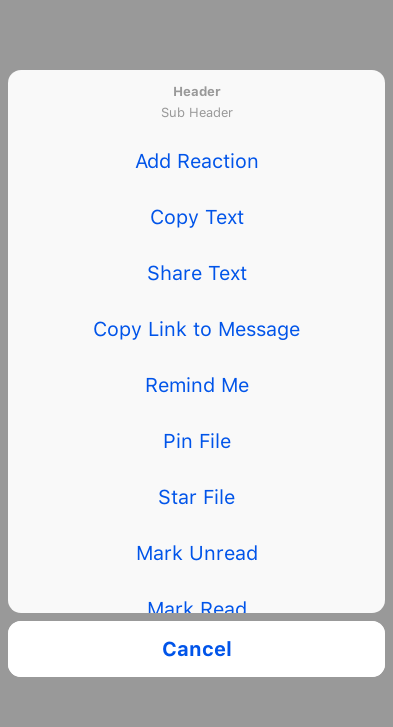 Header
Sub Header
Add Reaction
Copy Text
Share Text
Copy Link to Message
Remind Me
Pin File
Star File
Mark Unread
Mark Read
Cancel